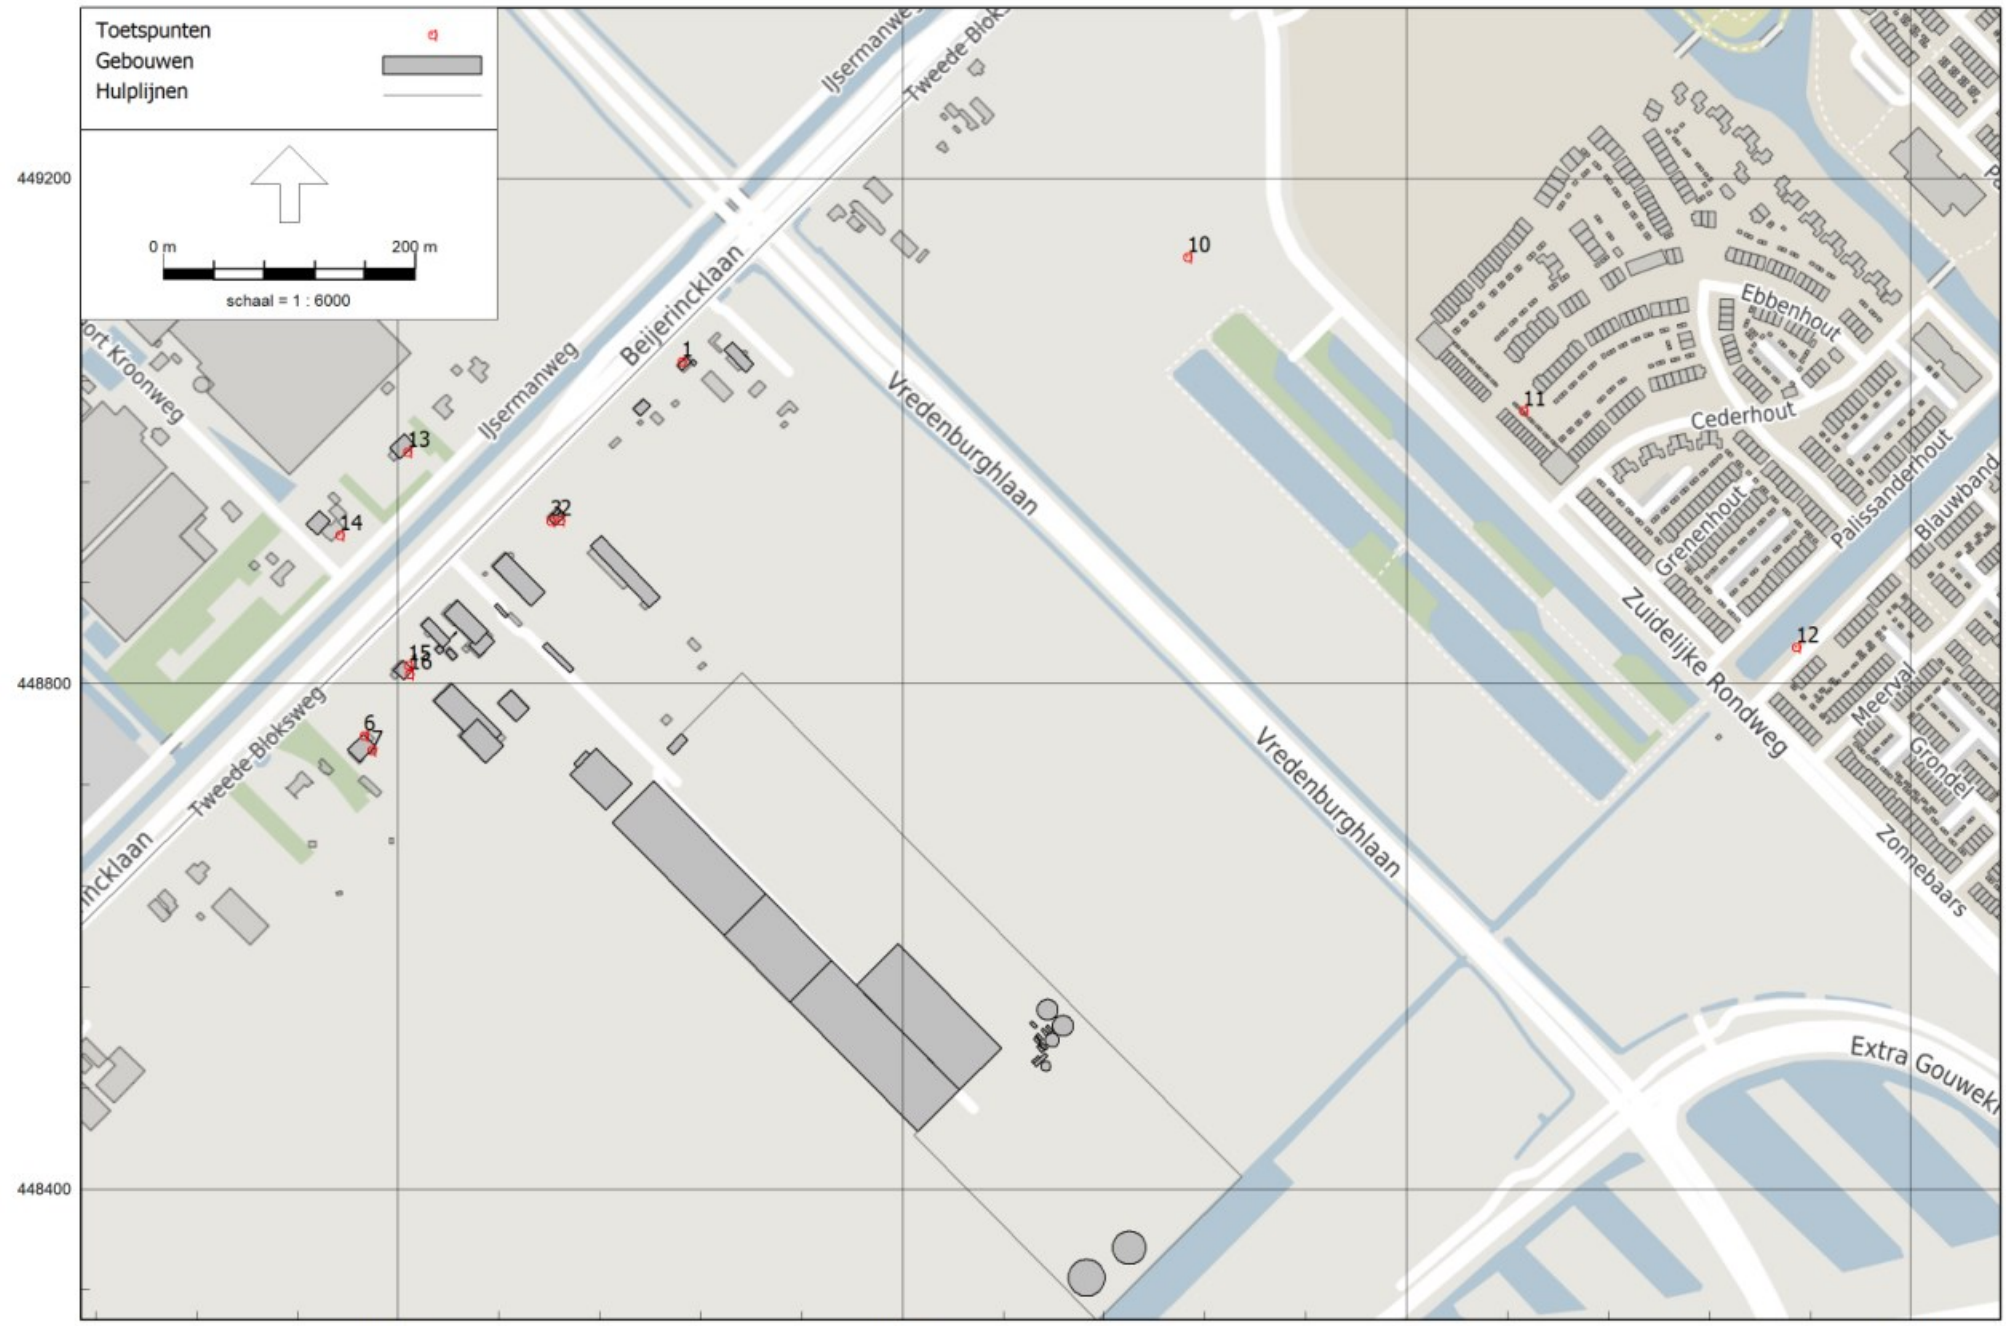 Toetspunten
Gebouwen
Hulplijnen
0 m 200 m
schaal = 1 : 6000
449200
448800
448400
IJsermanweg
Tweede Bloks
ort Kroonweg
Beijerincklaan
IJsermanweg
Vredenburghlaan
Ebbenhout
Cederhout
Palissanderhout
Grenenhout
Blauwband
Zuidelijke Rondweg
Meerval
Grondel
Zonnebaars
Vredenburghlaan
Tweede Bloksweg
incklaan
Extra Gouwek
10
1
11
13
14
12
15
16
6
7